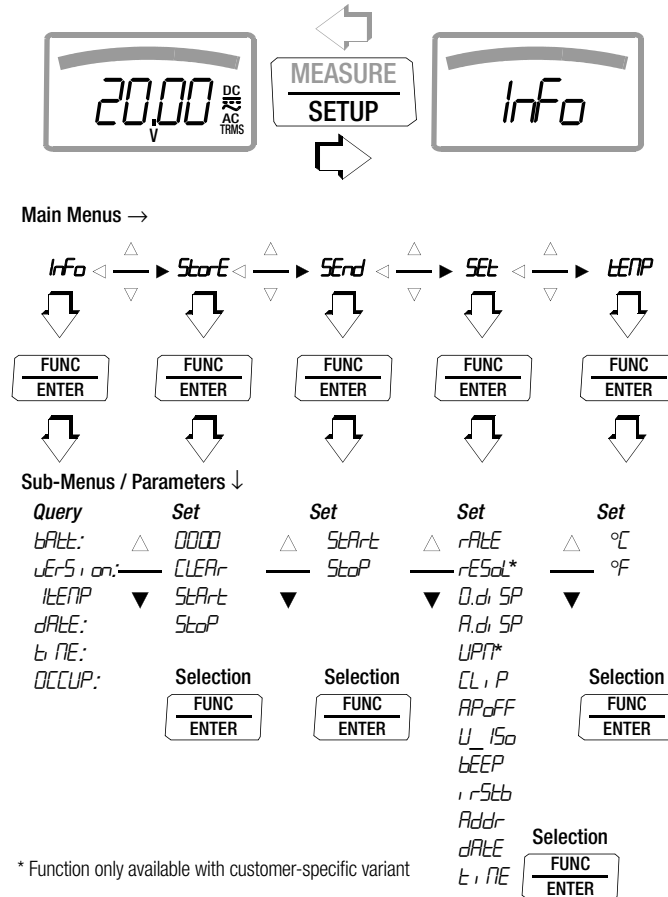 20.00 V DC AC TRMS
MEASURE
SETUP
InFo
Main Menus →
InFo
StorE
SEnd
SEt
tEMP
FUNC
ENTER
FUNC
ENTER
FUNC
ENTER
FUNC
ENTER
FUNC
ENTER
Sub-Menus / Parameters ↓
Query
bAtt:
vErSion:
ItEMP
dAtE:
tiME:
OCCUP:
Set
0000
CLEAr
StArt
StoP
Selection
FUNC
ENTER
Set
StArt
StoP
Selection
FUNC
ENTER
Set
rAtE
rESoL*
0.diSP
A.diSP
UPM*
CLiP
APoFF
U_ISo
bEEP
irStb
Addr
dAtE
tiME
Selection
FUNC
ENTER
Set
°C
°F
Selection
FUNC
ENTER
* Function only available with customer-specific variant